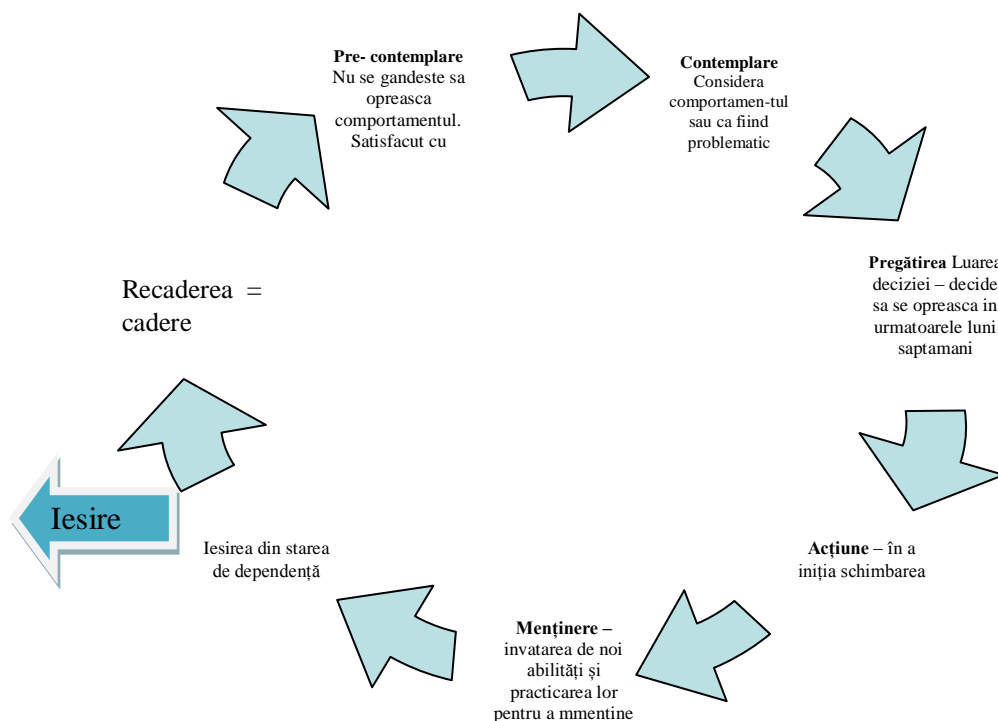 Pre- contemplare
Nu se gandeste sa
opreasca
comportamentul.
Satisfacut cu
Contemplare
Considera
comportamen-tul
sau ca fiind
problematic
Pregătirea Luarea
deciziei – decide
sa se opreasca in
urmatoarele luni
saptamani
Acțiune – în a
iniția schimbarea
Menținere –
invatarea de noi
abilități și
practicarea lor
pentru a mmentine
Iesirea din starea
de dependență
Iesire
Recaderea =
cadere